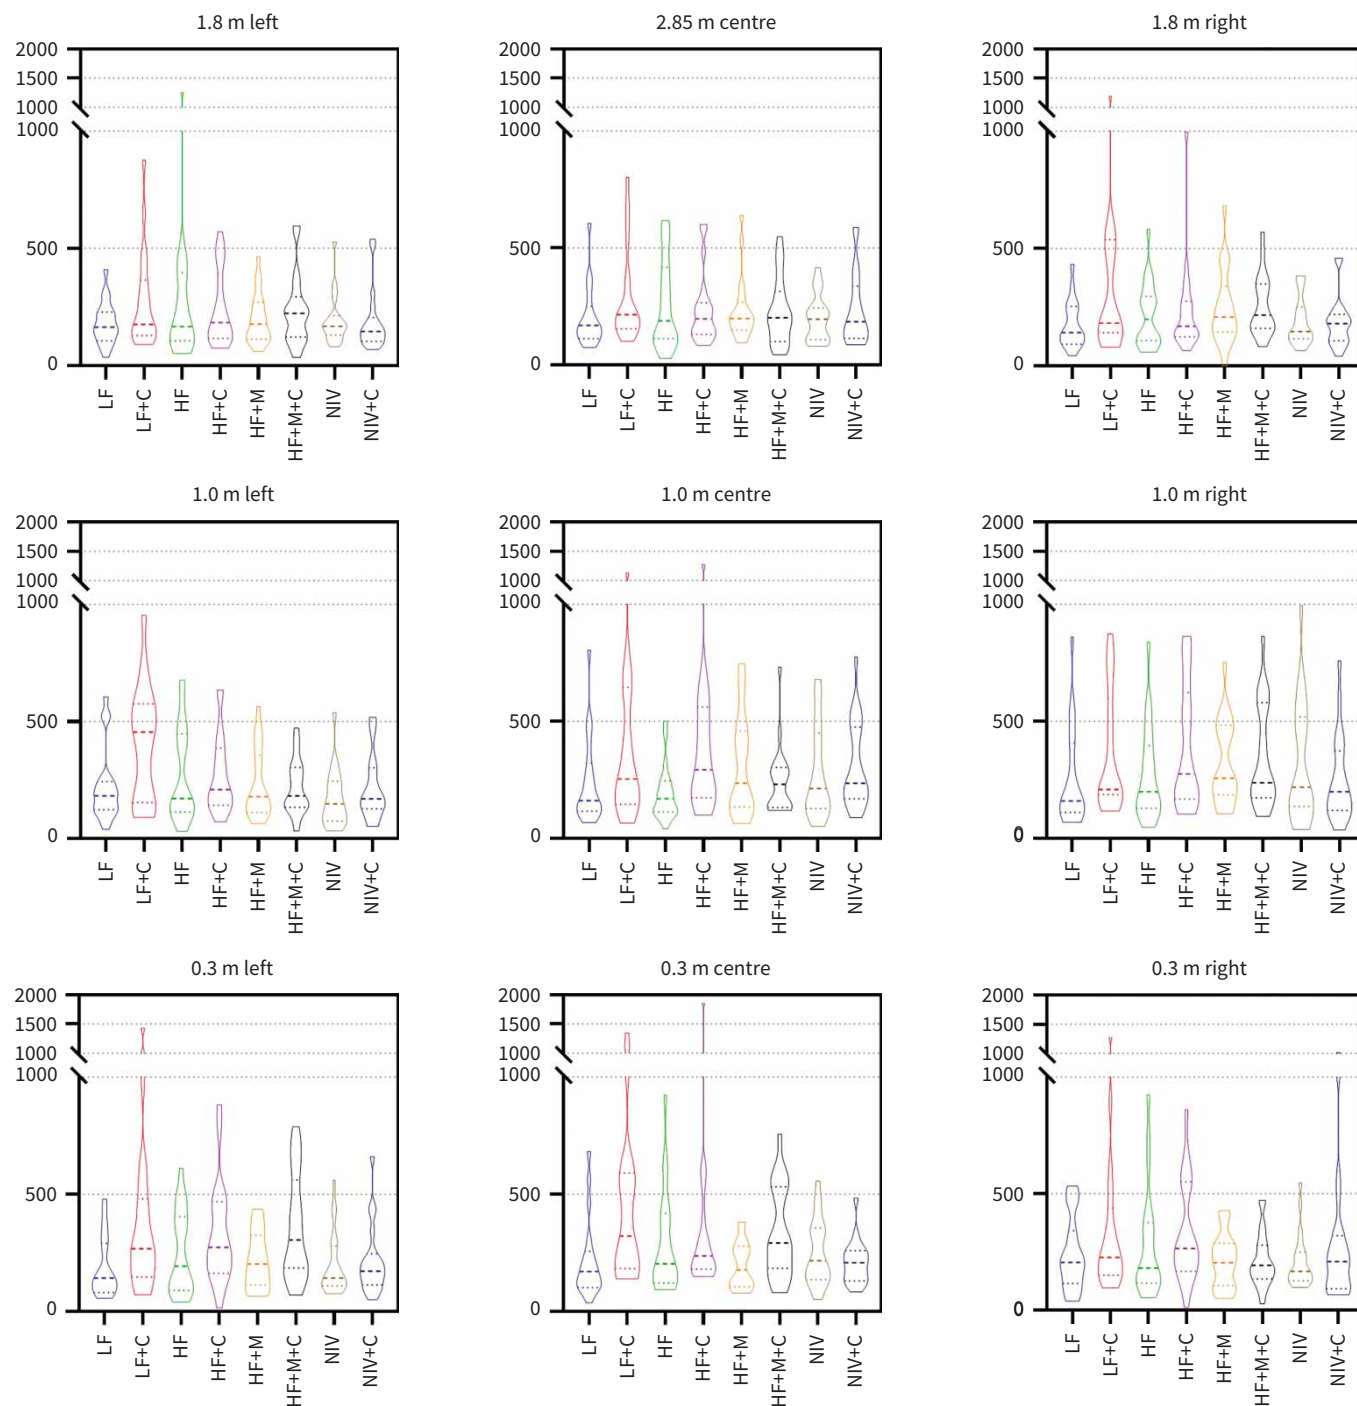 1.8 m left
2000
1500
1000
1000
500
0
LF
LF+C
HF
HF+C
HF+M
HF+M+C
NIV
NIV+C
2.85 m centre
2000
1500
1000
1000
500
0
LF
LF+C
HF
HF+C
HF+M
HF+M+C
NIV
NIV+C
1.8 m right
2000
1500
1000
1000
500
0
LF
LF+C
HF
HF+C
HF+M
HF+M+C
NIV
NIV+C
1.0 m left
2000
1500
1000
1000
500
0
LF
LF+C
HF
HF+C
HF+M
HF+M+C
NIV
NIV+C
1.0 m centre
2000
1500
1000
1000
500
0
LF
LF+C
HF
HF+C
HF+M
HF+M+C
NIV
NIV+C
1.0 m right
2000
1500
1000
1000
500
0
LF
LF+C
HF
HF+C
HF+M
HF+M+C
NIV
NIV+C
0.3 m left
2000
1500
1000
1000
500
0
LF
LF+C
HF
HF+C
HF+M
HF+M+C
NIV
NIV+C
0.3 m centre
2000
1500
1000
1000
500
0
LF
LF+C
HF
HF+C
HF+M
HF+M+C
NIV
NIV+C
0.3 m right
2000
1500
1000
1000
500
0
LF
LF+C
HF
HF+C
HF+M
HF+M+C
NIV
NIV+C